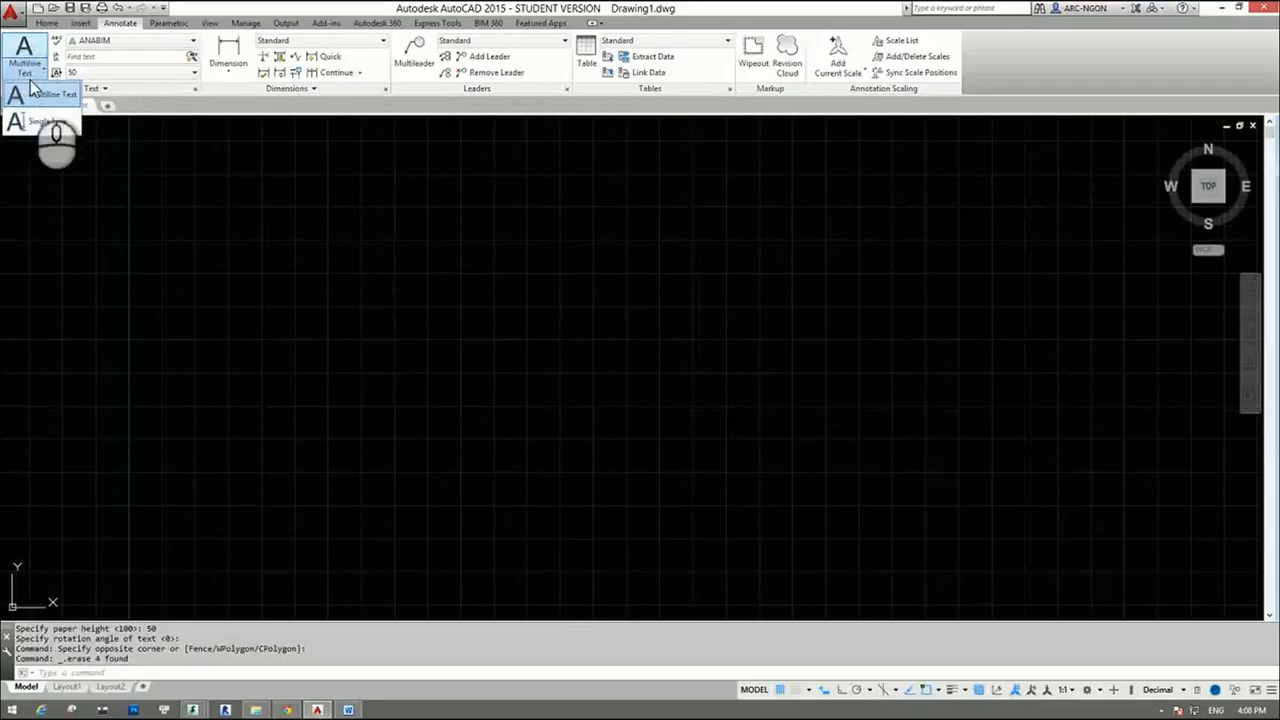 Autodesk AutoCAD 2015 - STUDENT VERSION Drawing1.dwg
Type a keyword or phrase
ARC-NGON
Home Insert Annotate Parametric View Manage Output Add-ins Autodesk 360 Express Tools BIM 360 Featured Apps
Multiline
Text
ANABIM
Find text
50
Text
Multiline Text
Dimension
Standard
Quick
Continue
Dimensions
Multileader
Standard
Add Leader
Remove Leader
Leaders
Table
Standard
Extract Data
Link Data
Tables
Wipeout
Revision
Cloud
Markup
Add
Current Scale
Scale List
Add/Delete Scales
Sync Scale Positions
Annotation Scaling
N
W TOP E
S
Y
X
Specify paper height <100>: 50
Specify rotation angle of text <0>:
Command: Specify opposite corner or [Fence/WPolygon/CPolygon]:
Command: _.erase 4 found
Type a command
Model Layout1 Layout2
MODEL
1:1
Decimal
ENG 4:08 PM